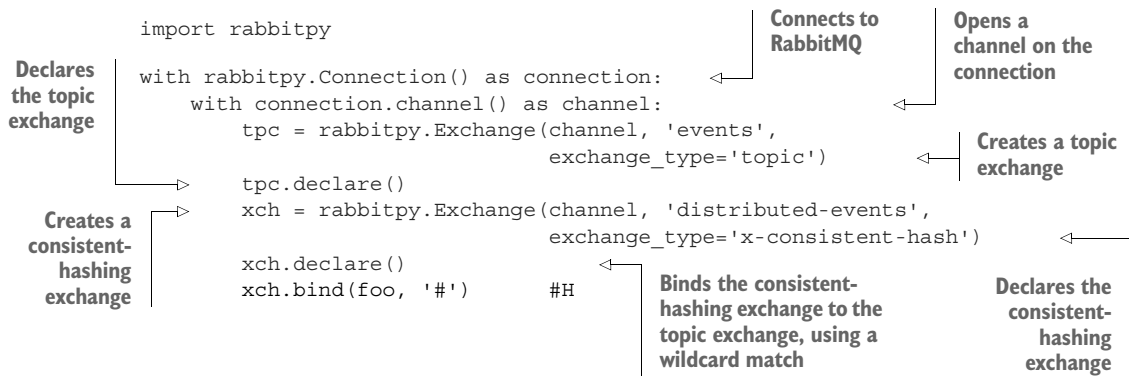 import rabbitpy
with rabbitpy.Connection() as connection:
    with connection.channel() as channel:
        tpc = rabbitpy.Exchange(channel, 'events',
                                exchange_type='topic')
        tpc.declare()
        xch = rabbitpy.Exchange(channel, 'distributed-events',
                                exchange_type='x-consistent-hash')
        xch.declare()
        xch.bind(foo, '#')      #H
Connects to
RabbitMQ
Opens a
channel on the
connection
Declares
the topic
exchange
Creates a topic
exchange
Creates a
consistent-
hashing
exchange
Binds the consistent-
hashing exchange to the
topic exchange, using a
wildcard match
Declares the
consistent-
hashing
exchange